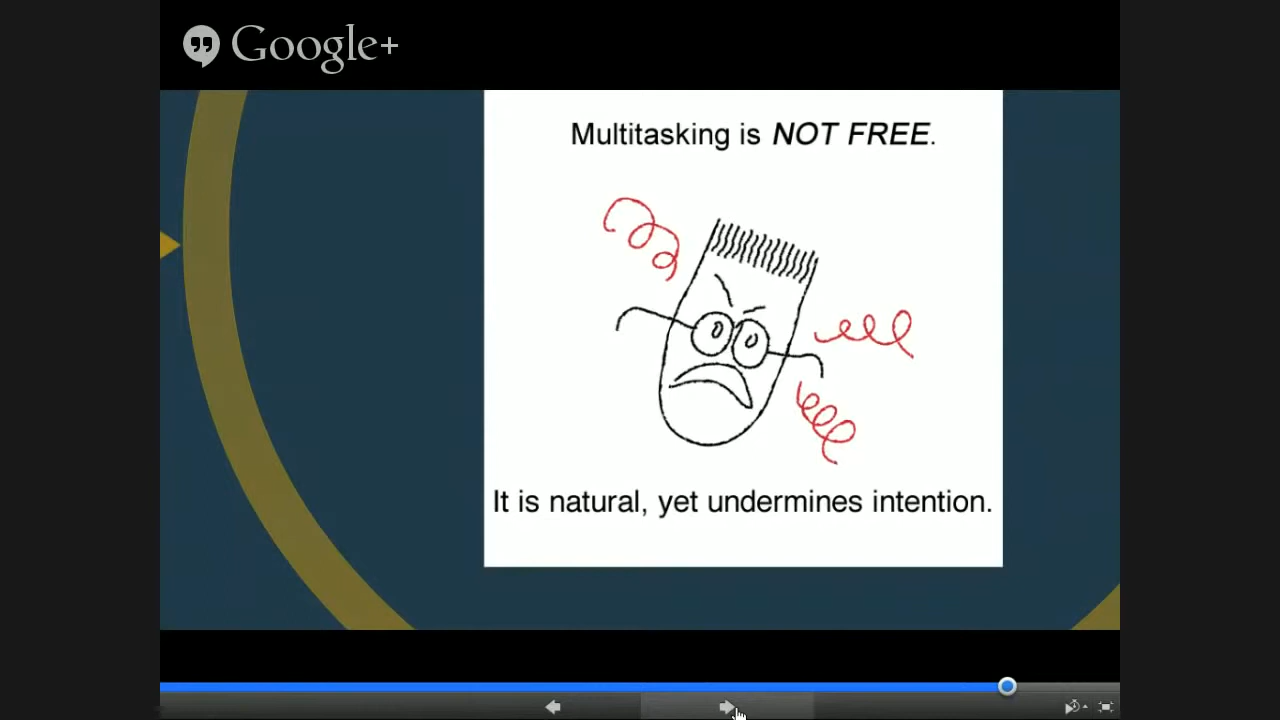 Google+
Multitasking is NOT FREE.
It is natural, yet undermines intention.